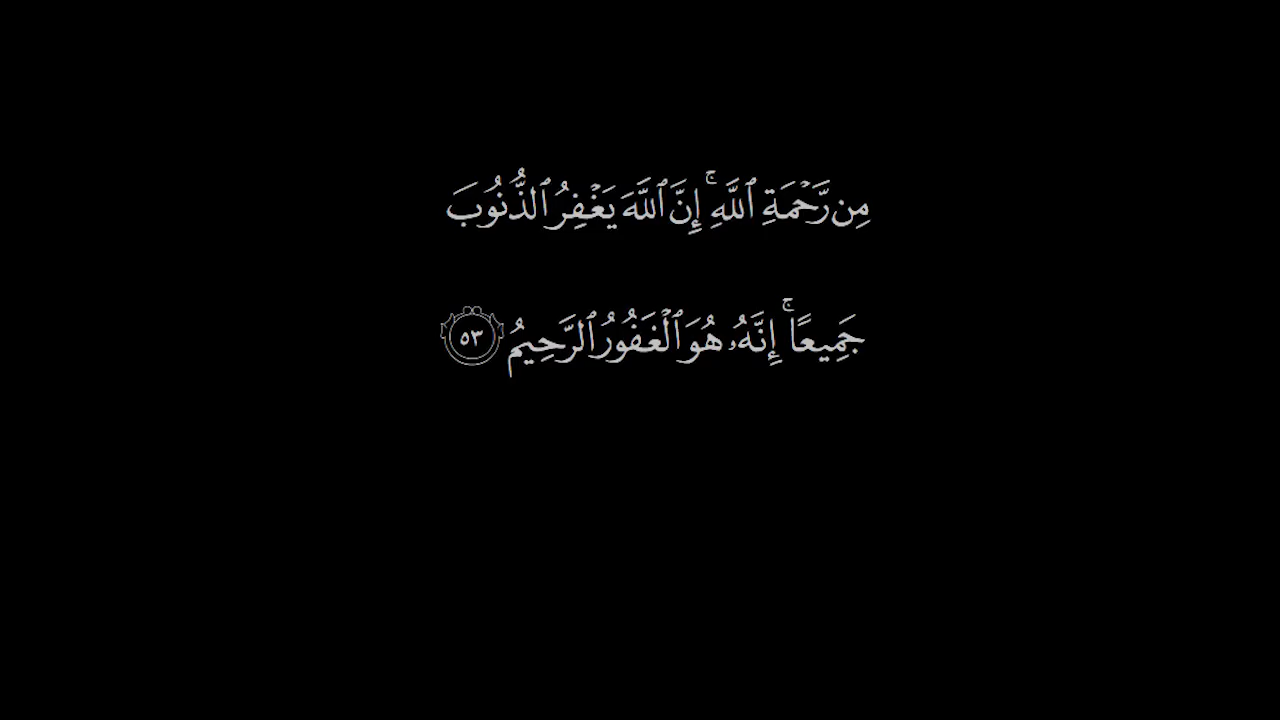 مِن رَّحْمَةِ ٱللَّهِ ۚ إِنَّ ٱللَّهَ يَغْفِرُ ٱلذُّنُوبَ
جَمِيعًا ۚ إِنَّهُۥ هُوَ ٱلْغَفُورُ ٱلرَّحِيمُ ٥٣